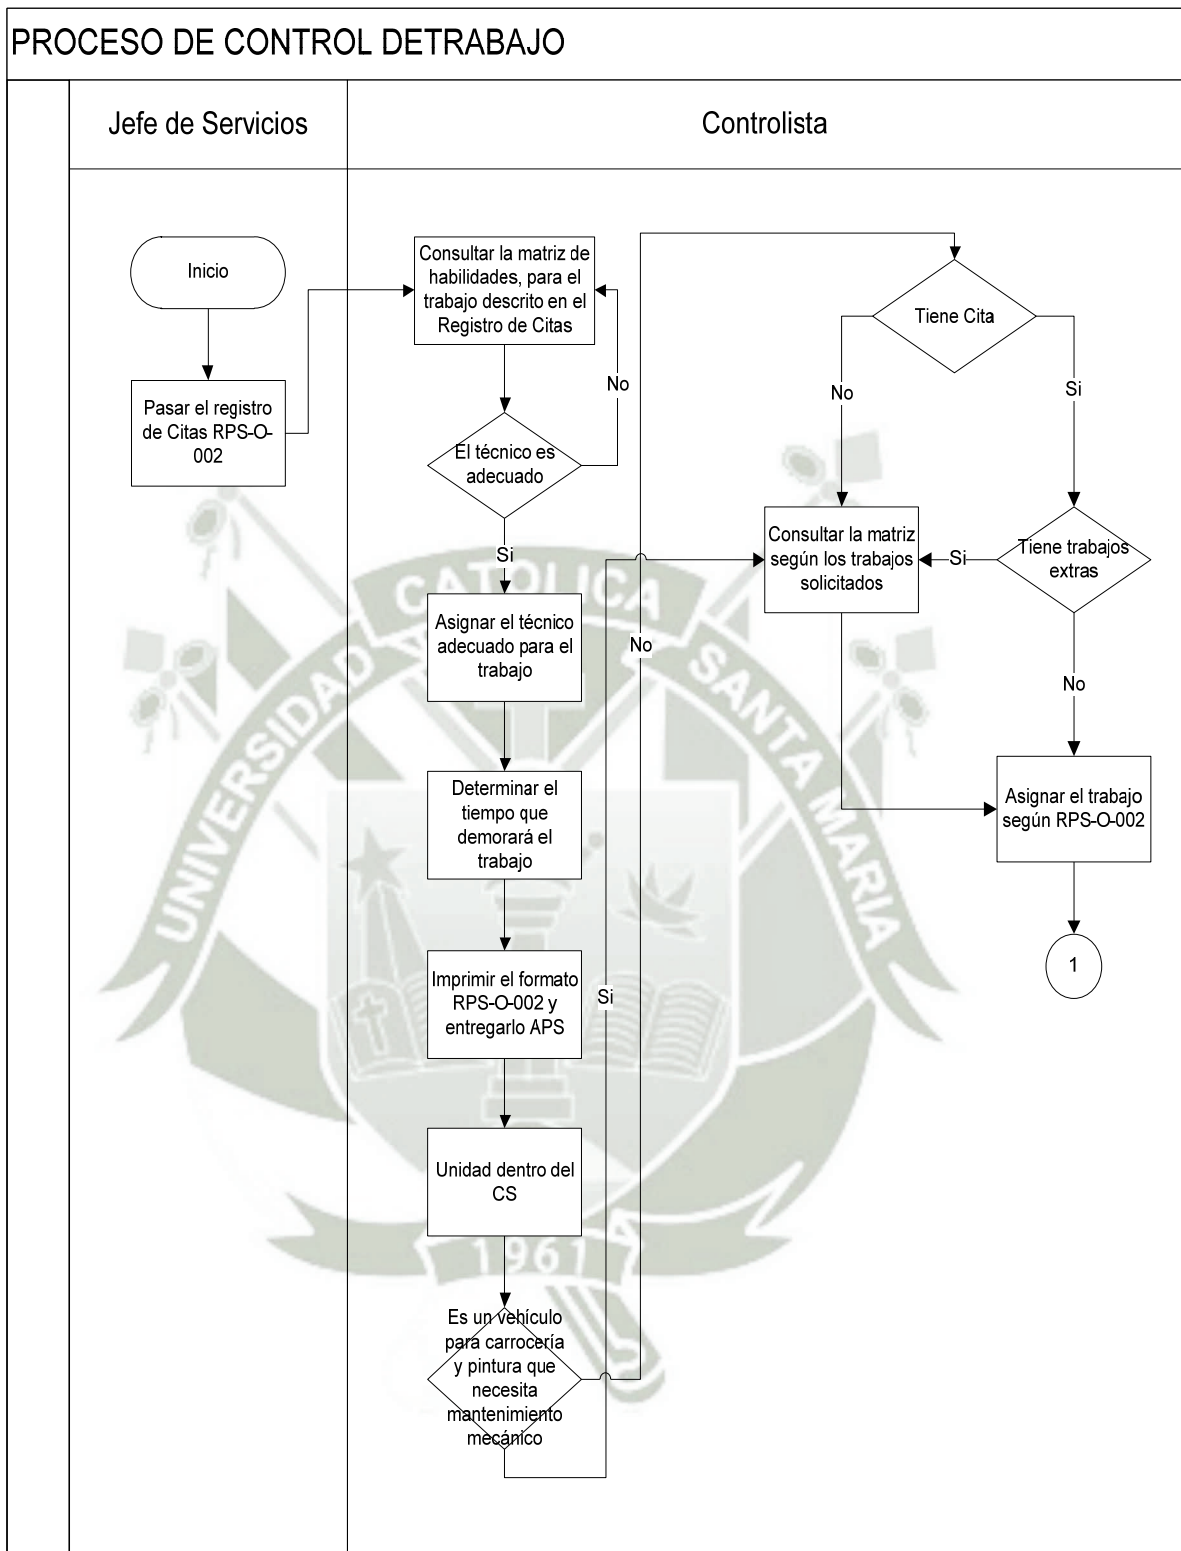 PROCESO DE CONTROL DETRABAJO
Jefe de Servicios
Controlista
Inicio
Pasar el registro
de Citas RPS-O-
002
Consultar la matriz de
habilidades, para el
trabajo descrito en el
Registro de Citas
No
El técnico es
adecuado
Si
Asignar el técnico
adecuado para el
trabajo
Determinar el
tiempo que
demorará el
trabajo
Imprimir el formato
RPS-O-002 y
entregarlo APS
Unidad dentro del
CS
Es un vehículo
para carrocería
y pintura que
necesita
mantenimiento
mecánico
Si
No
Tiene Cita
No
Si
Consultar la matriz
según los trabajos
solicitados
Si
Tiene trabajos
extras
No
Asignar el trabajo
según RPS-O-002
1
UNIVERSIDAD CATOLICA SANTA MARIA
1961